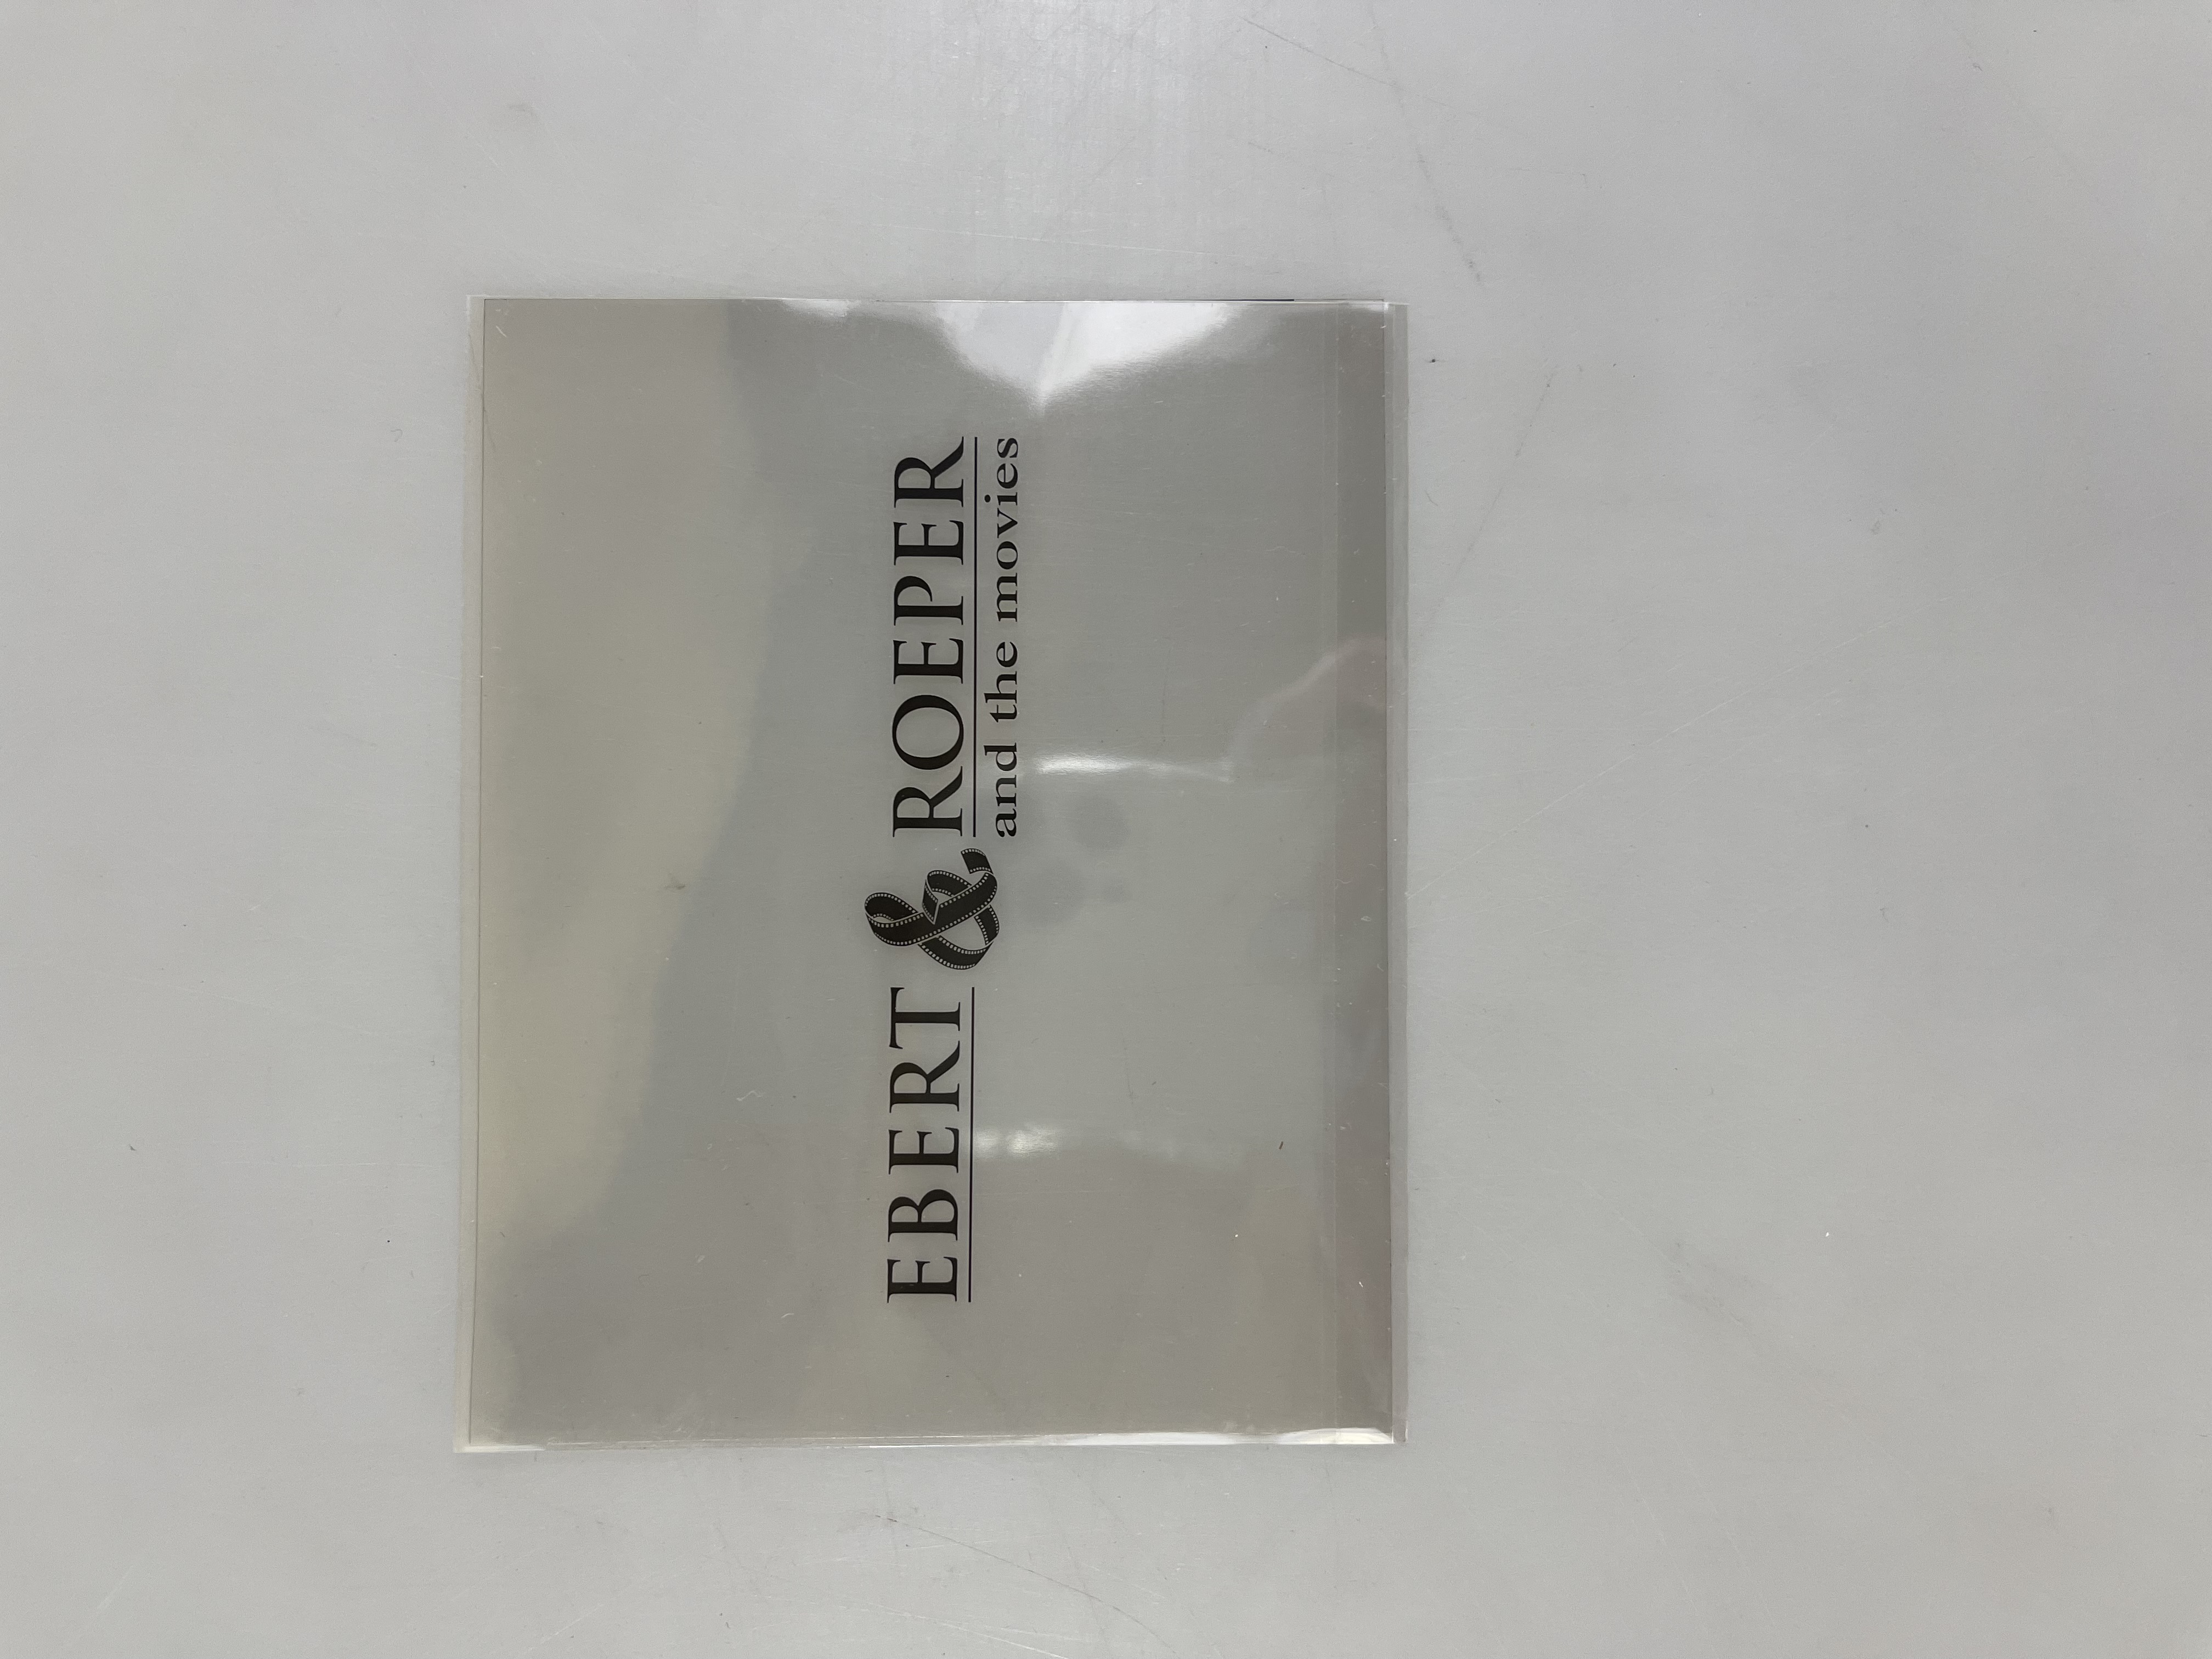 EBERT & ROEPER
and the movies